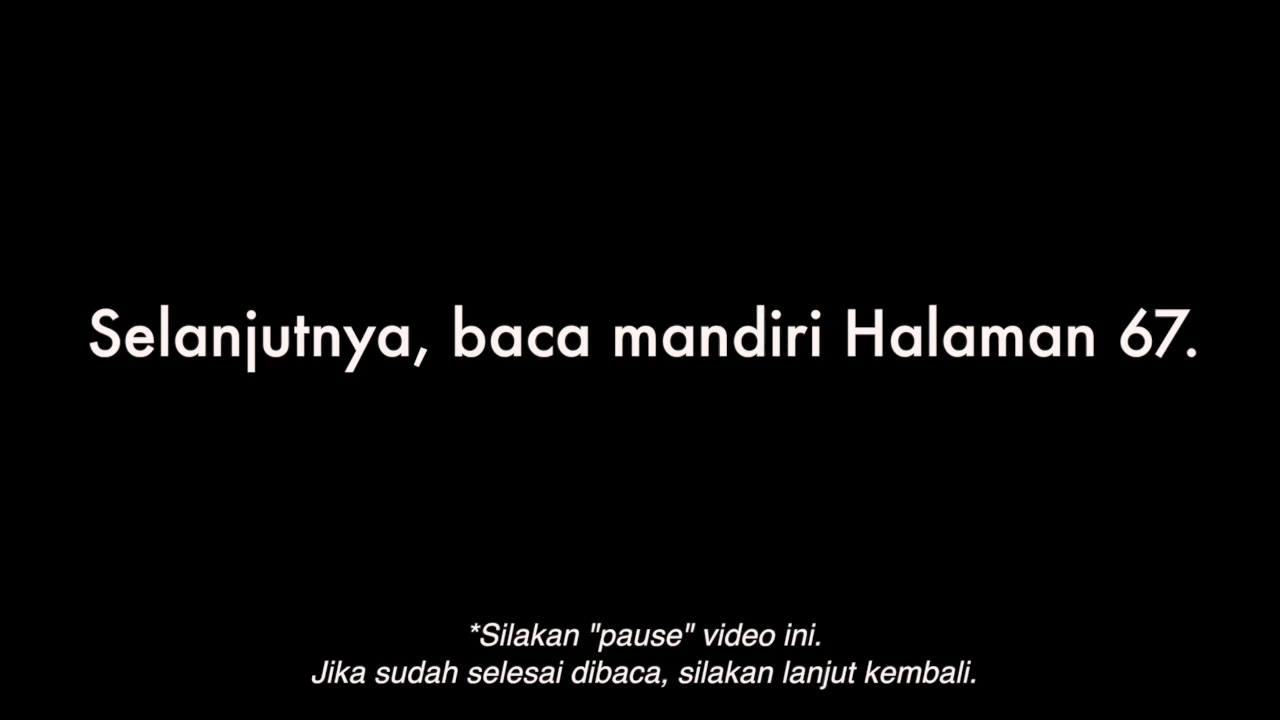 Selanjutnya, baca mandiri Halaman 67.
*Silakan "pause" video ini.
Jika sudah selesai dibaca, silakan lanjut kembali.